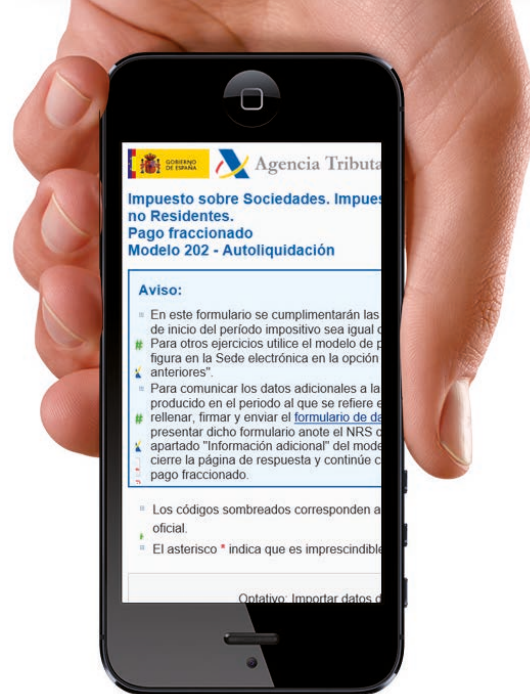 GOBIERNO
DE ESPAÑA
Agencia Tributa
Impuesto sobre Sociedades. Impues
no Residentes.
Pago fraccionado
Modelo 202 - Autoliquidación
Aviso:
En este formulario se cumplimentarán las
de inicio del período impositivo sea igual
Para otros ejercicios utilice el modelo de
figura en la Sede electrónica en la opción
anteriores".
Para comunicar los datos adicionales a la
producido en el periodo al que se refiere
rellenar, firmar y enviar el formulario de da
presentar dicho formulario anote el NRS
apartado "Información adicional" del mode
cierre la página de respuesta y continúe c
pago fraccionado.
Los códigos sombreados corresponden a
oficial.
El asterisco * indica que es imprescindible
Optativo: Importar datos d